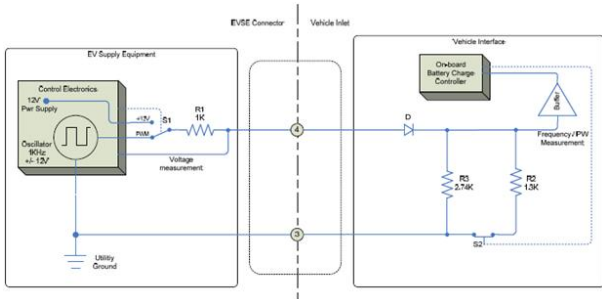 EVSE Connector
Vehicle Inlet
EV Supply Equipment
Control Electronics
12V
Pwr Supply
Oscillator
1KHz
+/- 12V
+12V
PWM
S1
R1
1K
Voltage
measurement
Utility
Ground
4
3
Vehicle Interface
On-board
Battery Charge
Controller
Buffer
Frequency/PW
Measurement
D
R3
2.74K
R2
1.3K
S2